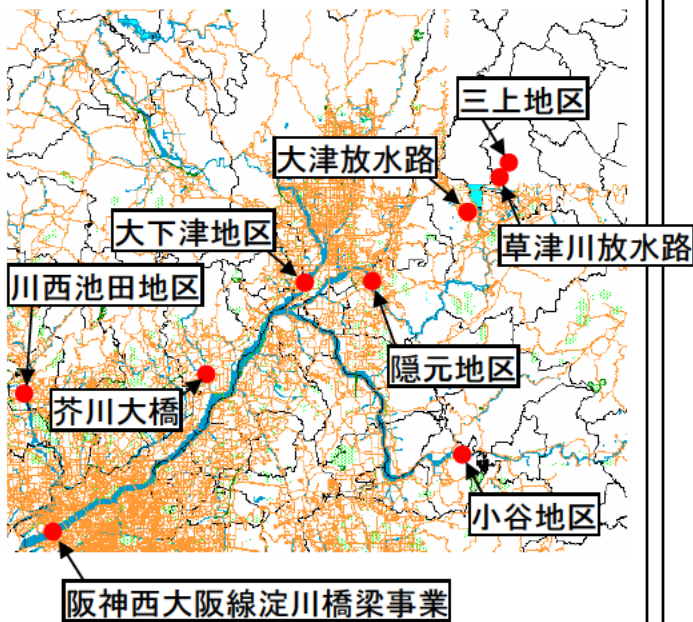 三上地区
大津放水路
大下津地区
草津川放水路
川西池田地区
隠元地区
芥川大橋
小谷地区
阪神西大阪線淀川橋梁事業